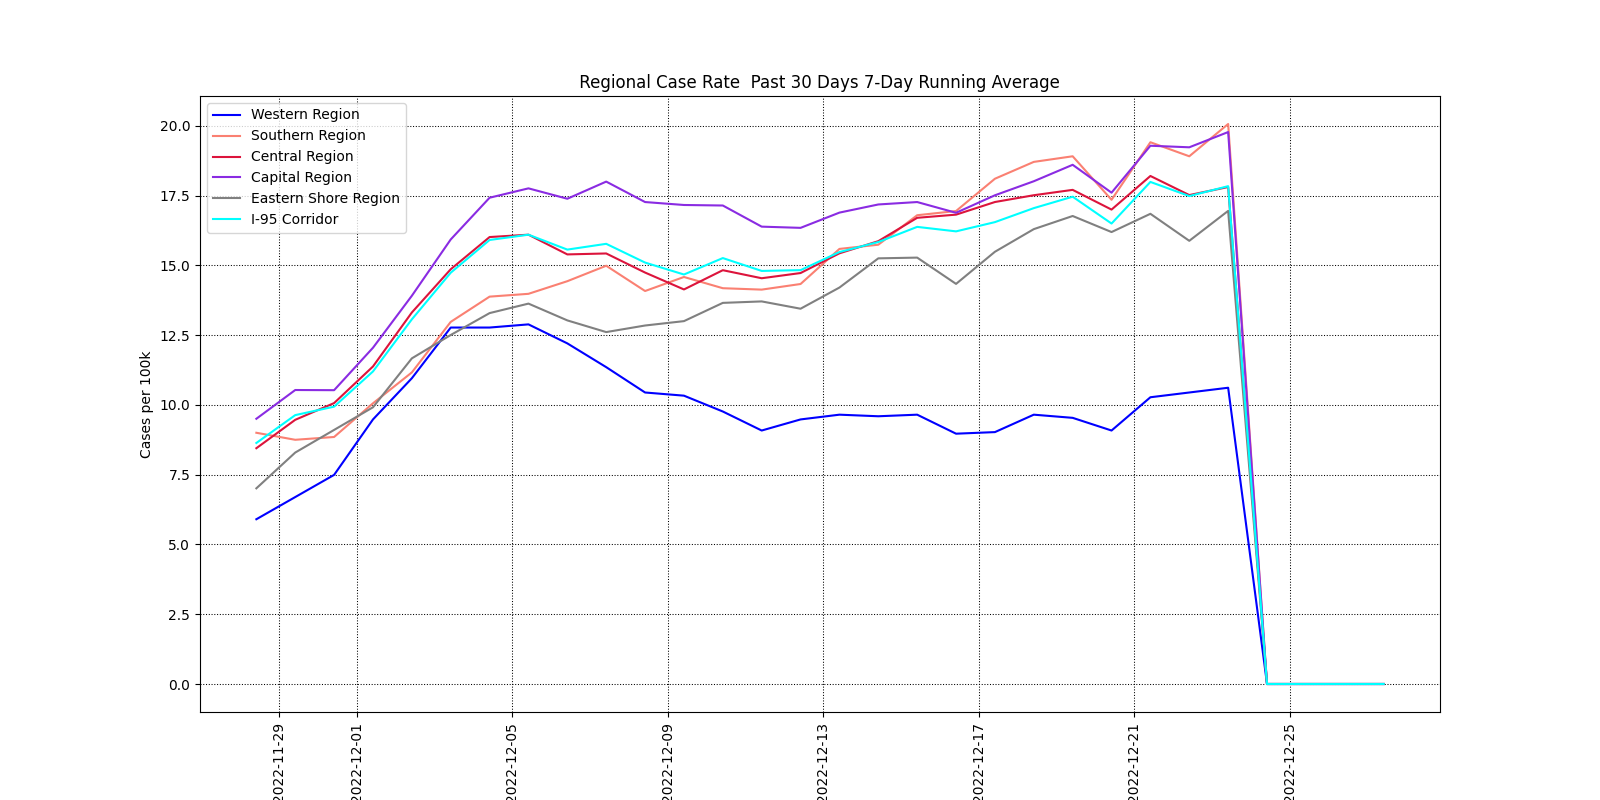 Regional Case Rate  Past 30 Days 7-Day Running Average
Western Region
Southern Region
Central Region
Capital Region
Eastern Shore Region
I-95 Corridor
Cases per 100k
20.0
17.5
15.0
12.5
10.0
7.5
5.0
2.5
0.0
2022-11-29
2022-12-01
2022-12-05
2022-12-09
2022-12-13
2022-12-17
2022-12-21
2022-12-25